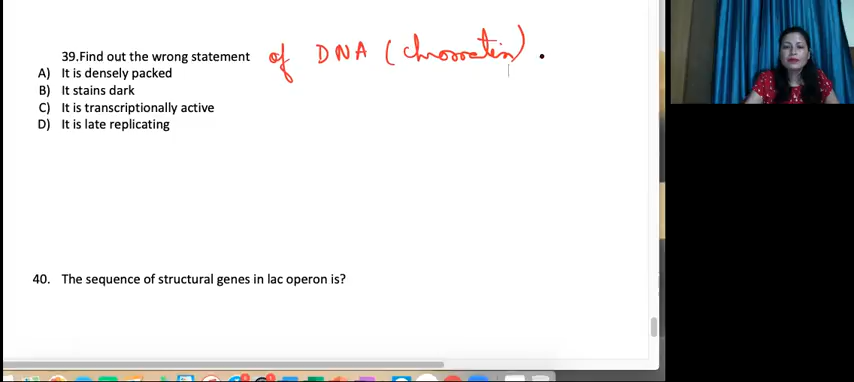 39.Find out the wrong statement of DNA (chromatin) .
A) It is densely packed
B) It stains dark
C) It is transcriptionally active
D) It is late replicating
40. The sequence of structural genes in lac operon is?